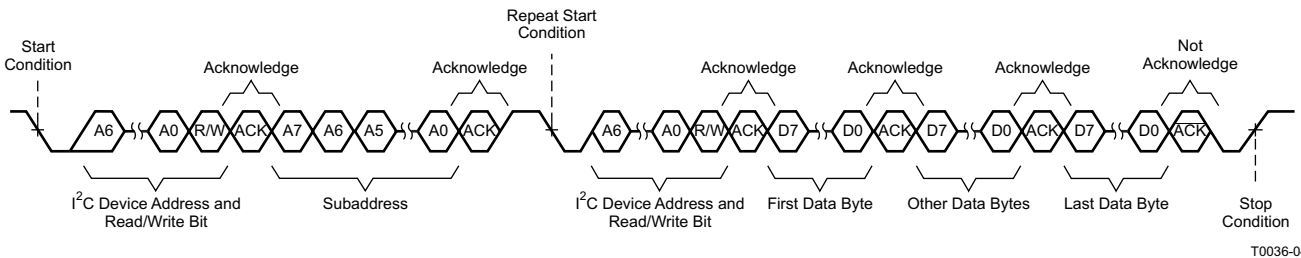 Repeat Start
Condition
Start
Condition
Not
Acknowledge
Acknowledge
Acknowledge
Acknowledge
Acknowledge
Acknowledge
A6 A0 R/W ACK A7 A6 A5 A0 ACK A6 A0 R/W ACK D7 D0 ACK D7 D0 ACK D7 D0 ACK
I²C Device Address and
Read/Write Bit
Subaddress
I²C Device Address and
Read/Write Bit
First Data Byte
Other Data Bytes
Last Data Byte
Stop
Condition
T0036-0